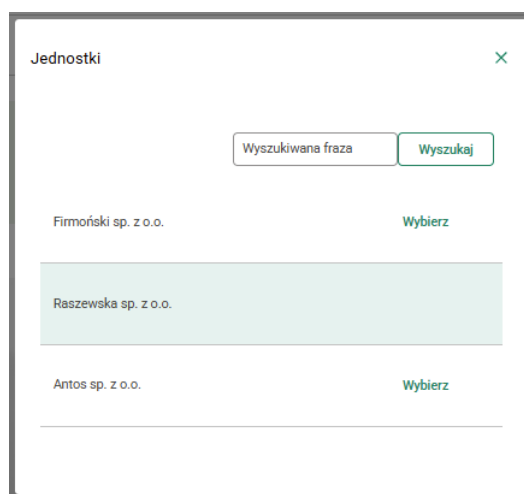 Jednostki
Wyszukiwana fraza Wyszukaj
Firmoński sp. z o.o. Wybierz
Raszewska sp. z o.o.
Antos sp. z o.o. Wybierz